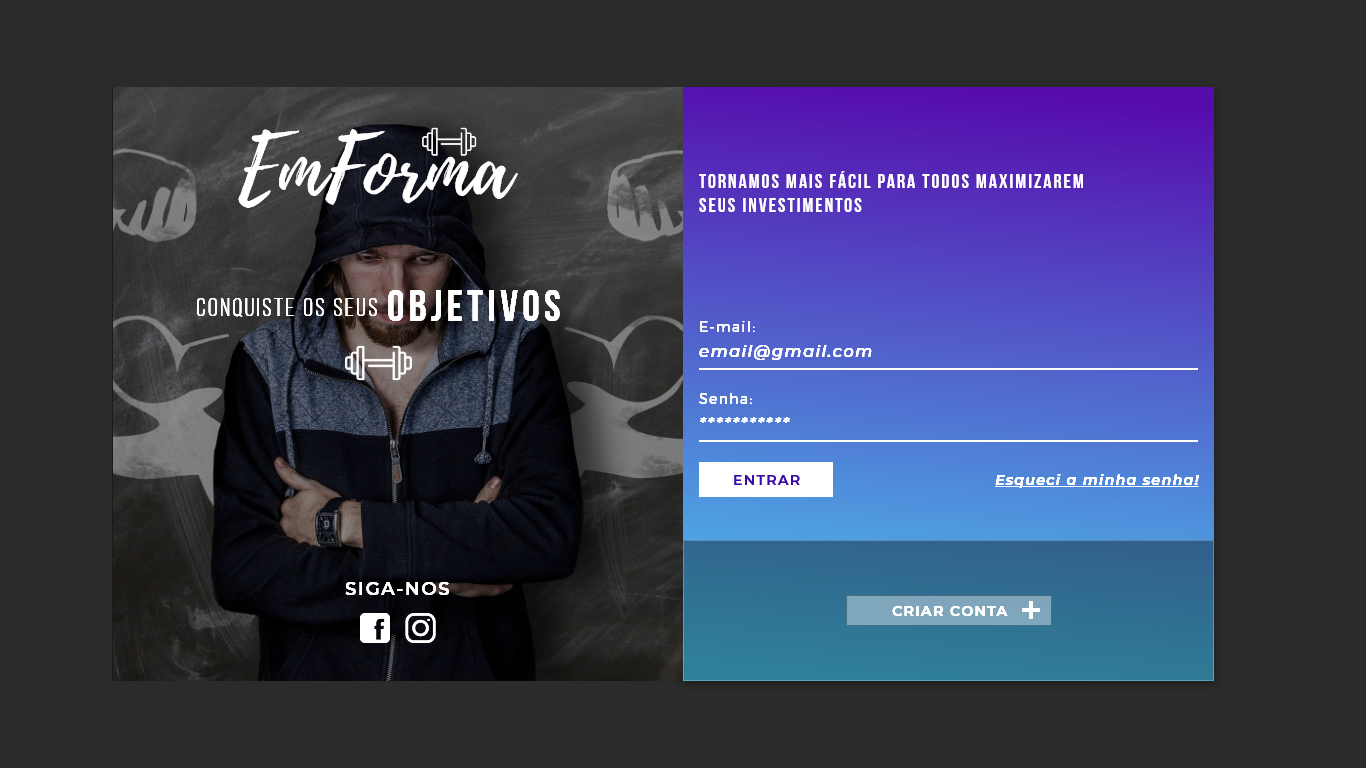 EmForma
CONQUISTE OS SEUS OBJETIVOS
SIGA-NOS
TORNAMOS MAIS FÁCIL PARA TODOS MAXIMIZAREM
SEUS INVESTIMENTOS
E-mail:
email@gmail.com
Senha:
***********
ENTRAR
Esqueci a minha senha!
CRIAR CONTA +